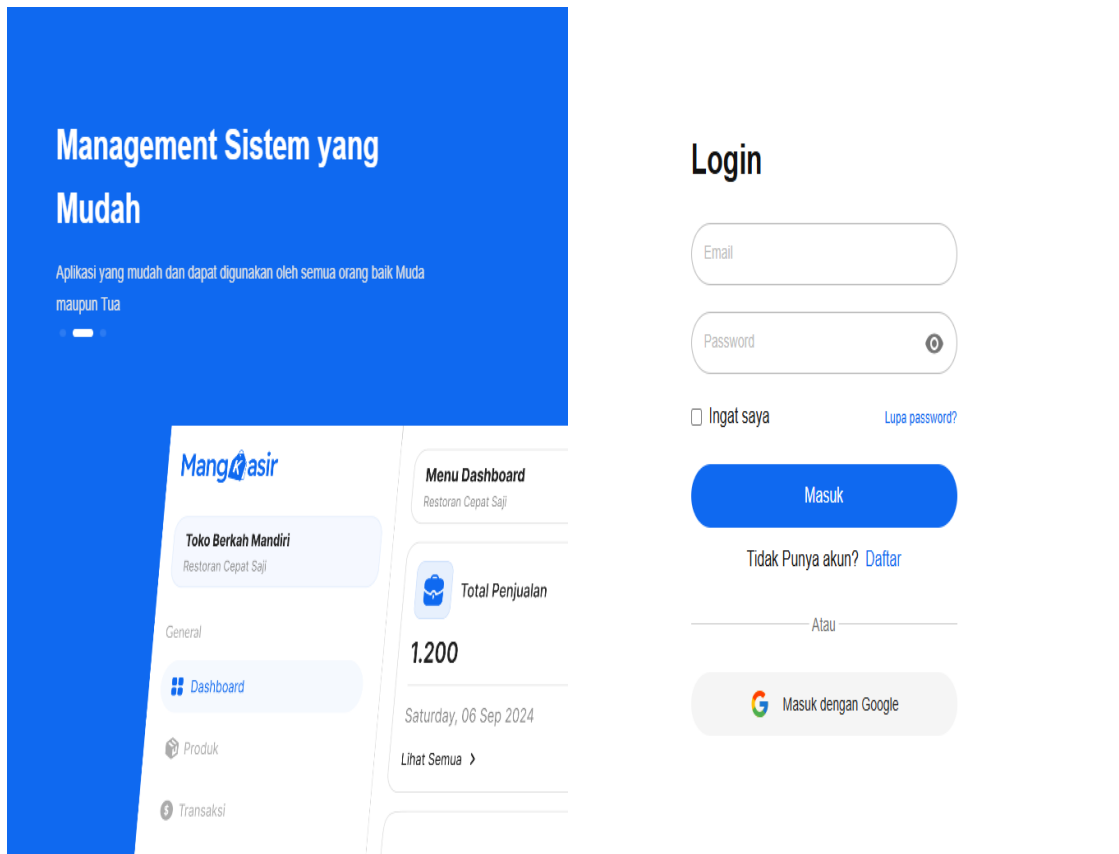 Management Sistem yang
Mudah
Aplikasi yang mudah dan dapat digunakan oleh semua orang baik Muda
maupun Tua
MangKasir
Toko Berkah Mandiri
Restoran Cepat Saji
General
Dashboard
Produk
Transaksi
Menu Dashboard
Restoran Cepat Saji
Total Penjualan
1.200
Saturday, 06 Sep 2024
Lihat Semua
Login
Email
Password
Ingat saya
Lupa password?
Masuk
Tidak Punya akun? Daftar
Atau
Masuk dengan Google